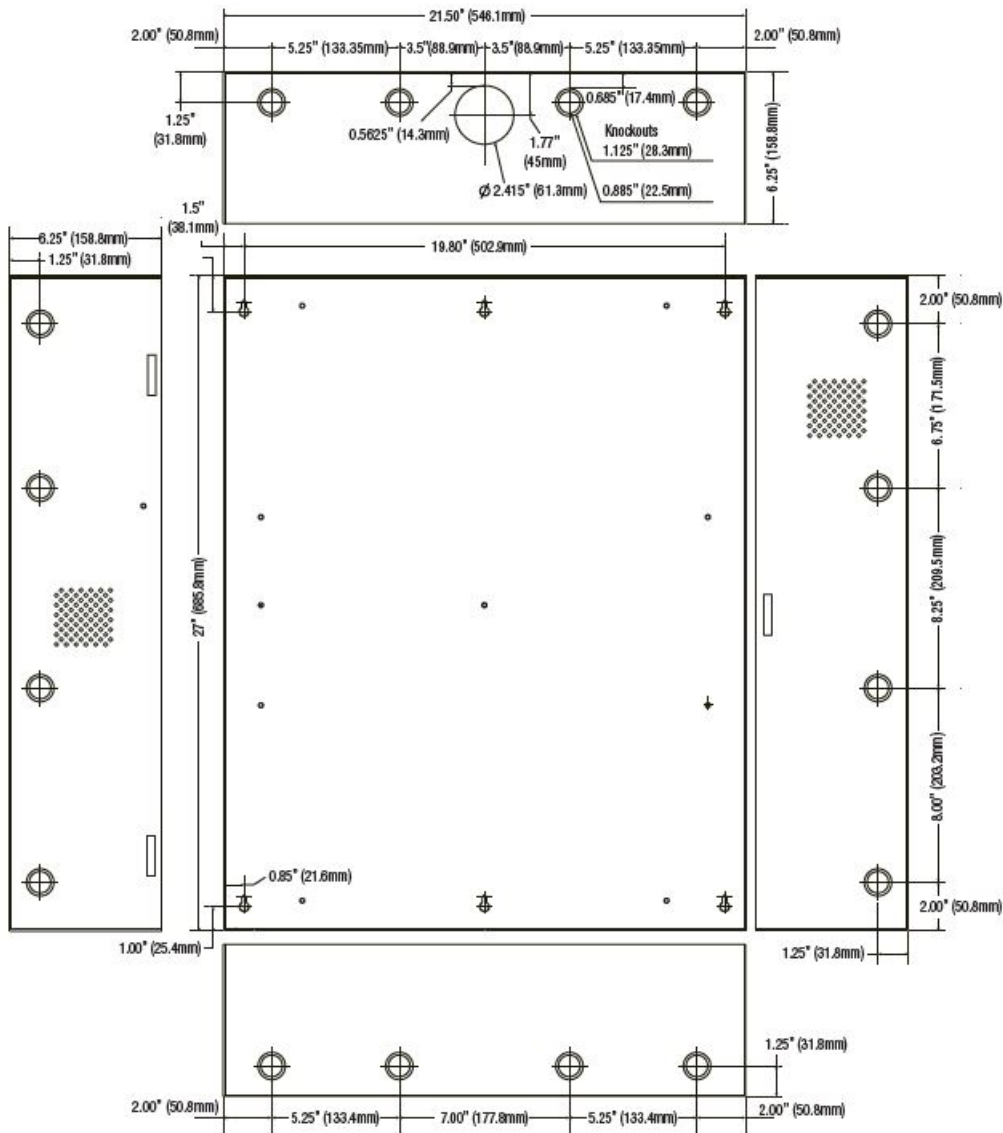 21.50" (546.1mm)
2.00" (50.8mm)
5.25" (133.35mm)
3.5"(88.9mm)
3.5"(88.9mm)
5.25" (133.35mm)
2.00" (50.8mm)
1.25"
(31.8mm)
0.5625" (14.3mm)
1.77"
(45mm)
0.685" (17.4mm)
Knockouts
1.125" (28.3mm)
0.885" (22.5mm)
Ø 2.415" (61.3mm)
6.25" (158.8mm)
1.5"
(38.1mm)
6.25" (158.8mm)
1.25" (31.8mm)
19.80" (502.9mm)
2.00" (50.8mm)
6.75" (171.5mm)
27" (685.8mm)
8.25" (209.5mm)
8.00" (203.2mm)
0.85" (21.6mm)
1.00" (25.4mm)
2.00" (50.8mm)
1.25" (31.8mm)
1.25" (31.8mm)
2.00" (50.8mm)
5.25" (133.4mm)
7.00" (177.8mm)
5.25" (133.4mm)
2.00" (50.8mm)